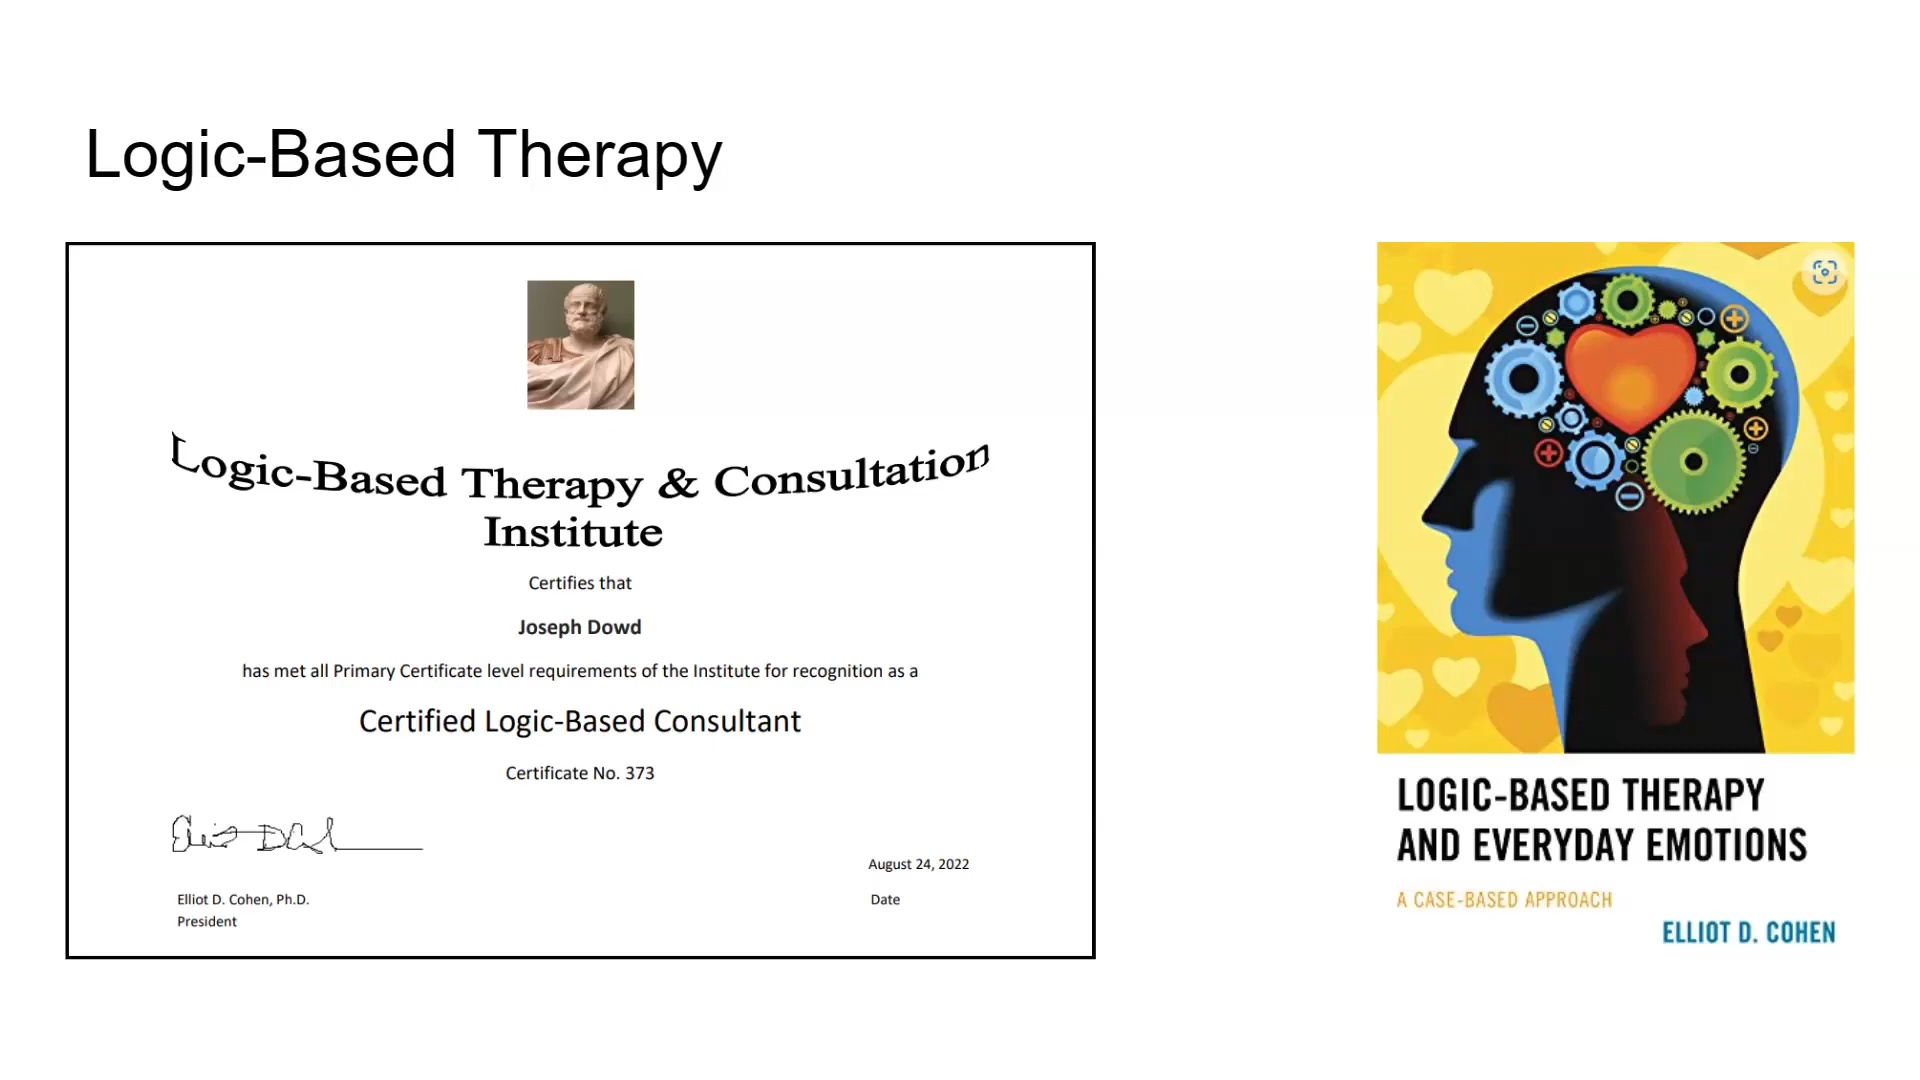 Logic-Based Therapy
Logic-Based Therapy & Consultation
Institute
Certifies that
Joseph Dowd
has met all Primary Certificate level requirements of the Institute for recognition as a
Certified Logic-Based Consultant
Certificate No. 373
August 24, 2022
Elliot D. Cohen, Ph.D.
Date
President
LOGIC-BASED THERAPY
AND EVERYDAY EMOTIONS
A CASE-BASED APPROACH
ELLIOT D. COHEN